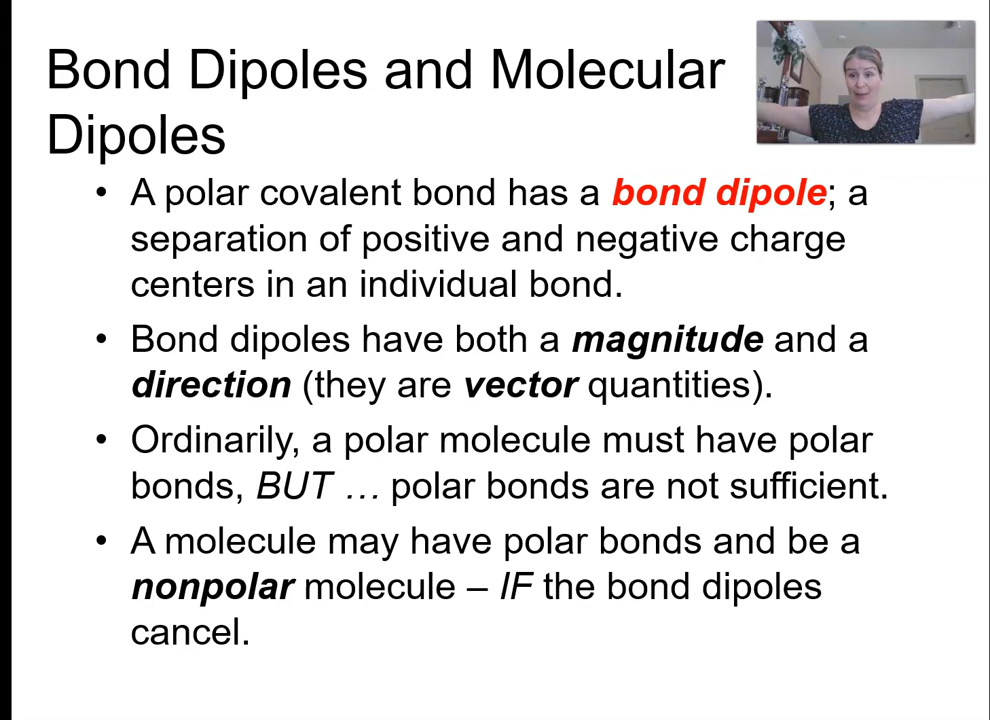 Bond Dipoles and Molecular
Dipoles
• A polar covalent bond has a bond dipole; a
separation of positive and negative charge
centers in an individual bond.
• Bond dipoles have both a magnitude and a
direction (they are vector quantities).
• Ordinarily, a polar molecule must have polar
bonds, BUT … polar bonds are not sufficient.
• A molecule may have polar bonds and be a
nonpolar molecule – IF the bond dipoles
cancel.